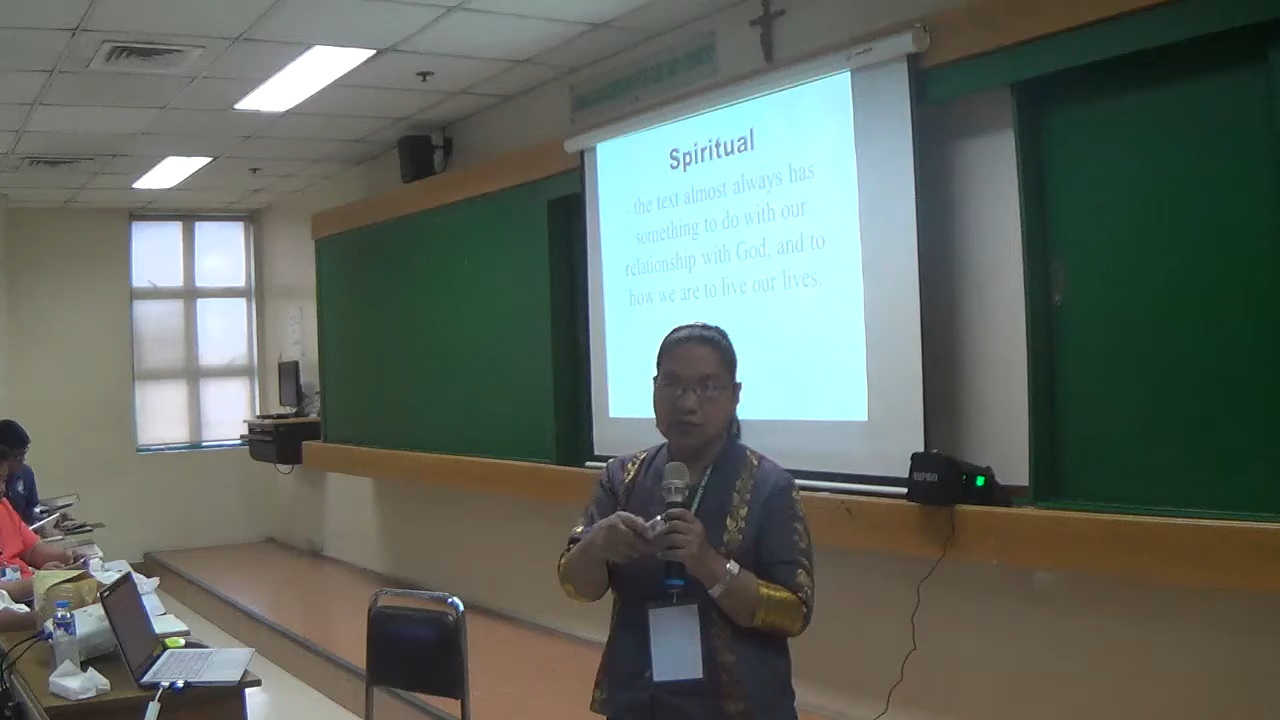 Spiritual
the text almost always has
something to do with our
relationship with God, and to
how we are to live our lives.